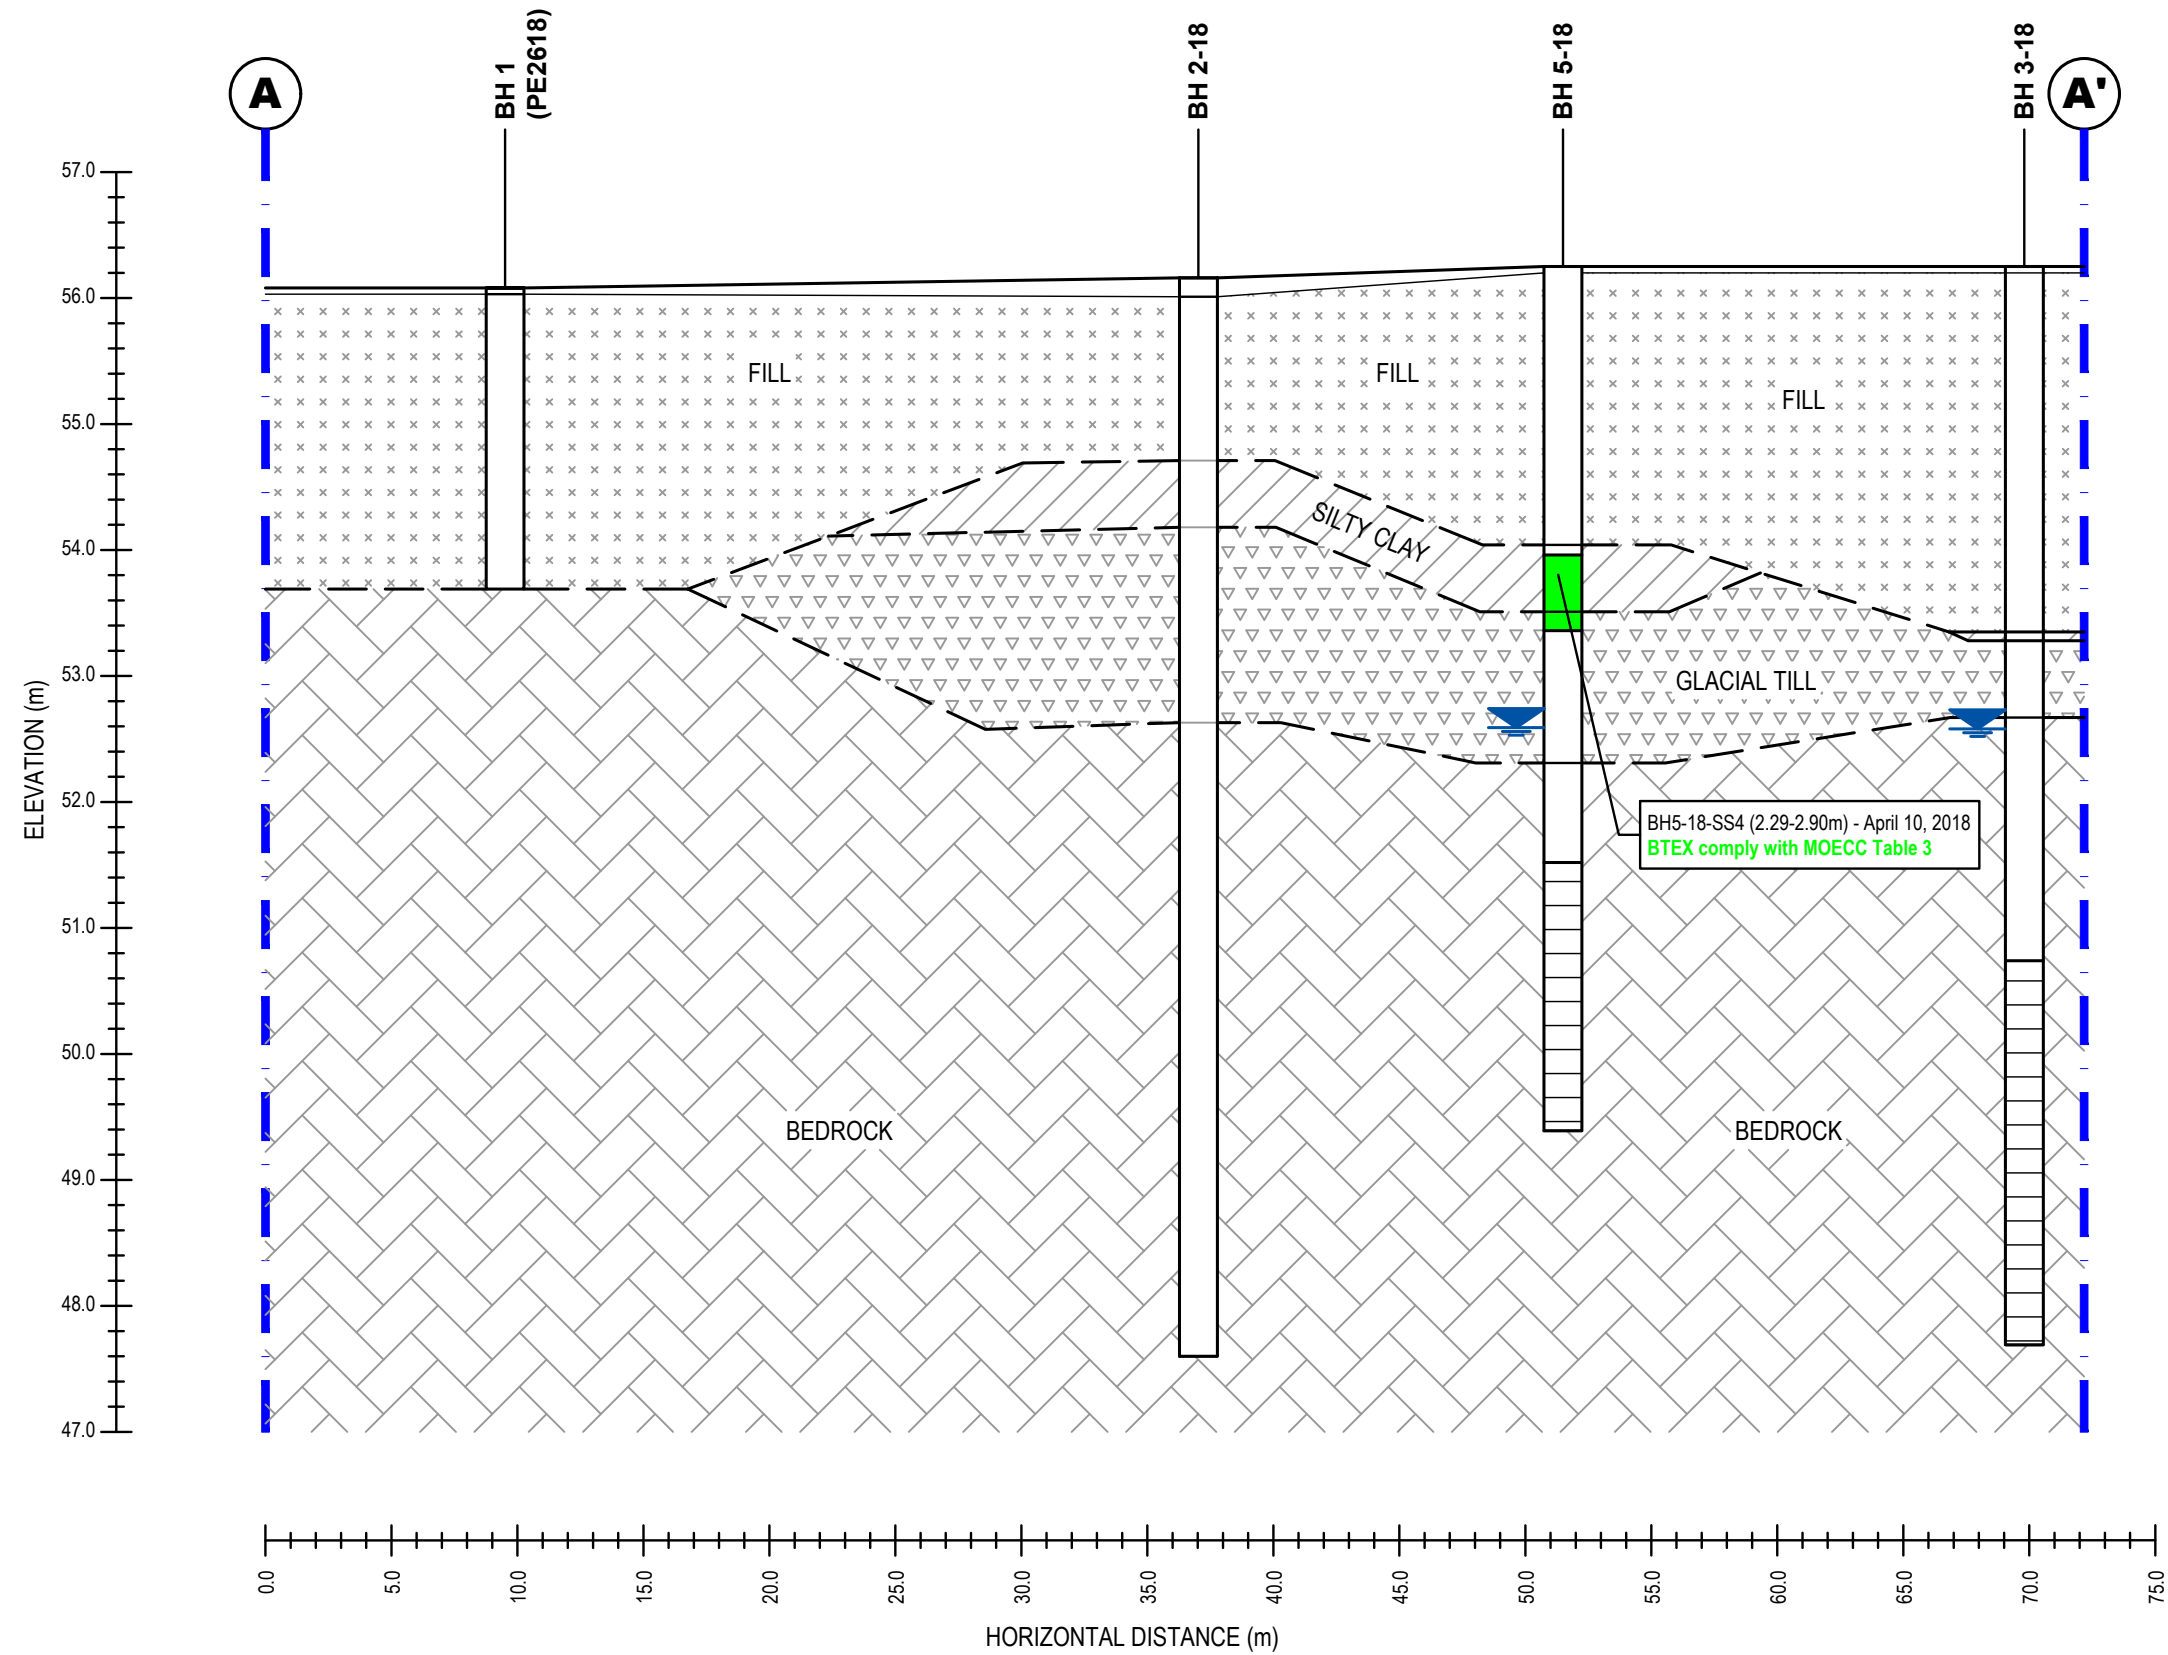 A
BH 1
(PE2618)
BH 2-18
BH 5-18
BH 3-18
A'
57.0
56.0
55.0
54.0
53.0
52.0
51.0
50.0
49.0
48.0
47.0
ELEVATION (m)
FILL
FILL
FILL
SILTY CLAY
GLACIAL TILL
BH5-18-SS4 (2.29-2.90m) - April 10, 2018
BTEX comply with MOECC Table 3
BEDROCK
BEDROCK
0.0
5.0
10.0
15.0
20.0
25.0
30.0
35.0
40.0
45.0
50.0
55.0
60.0
65.0
70.0
75.0
HORIZONTAL DISTANCE (m)